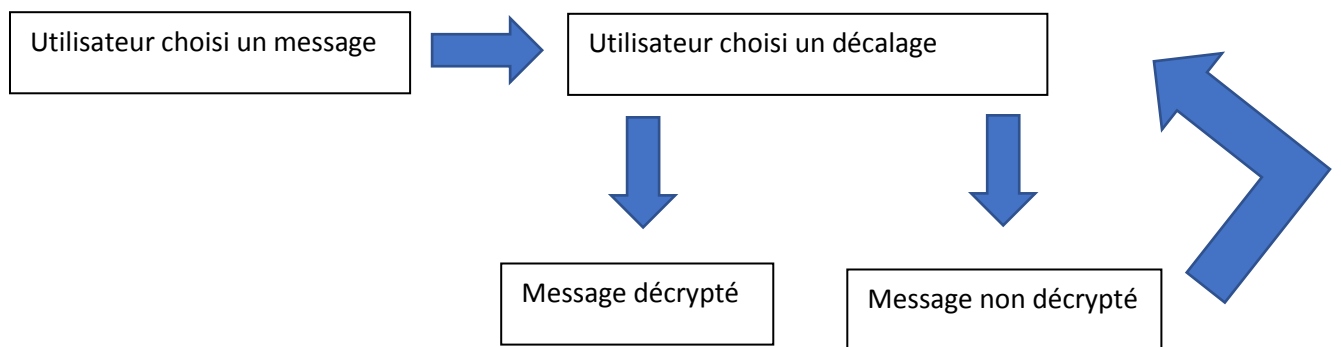 Utilisateur choisi un message
Utilisateur choisi un décalage
Message décrypté
Message non décrypté